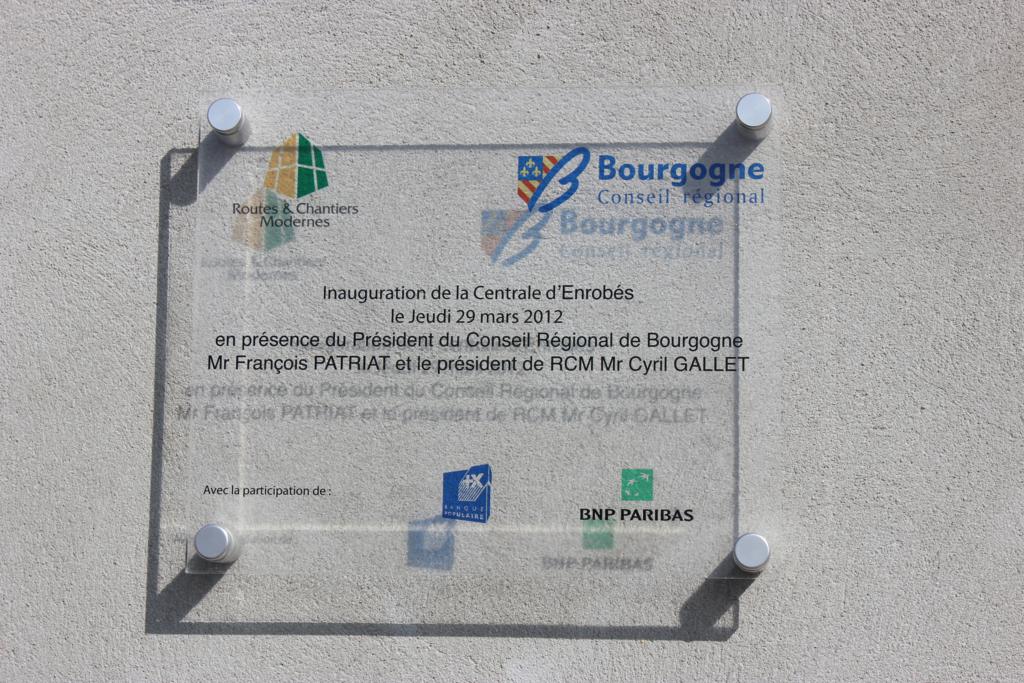 Routes & Chantiers
Modernes
Bourgogne
Conseil régional
Inauguration de la Centrale d'Enrobés
le Jeudi 29 mars 2012
en présence du Président du Conseil Régional de Bourgogne
Mr François PATRIAT et le président de RCM Mr Cyril GALLET
Avec la participation de :
+X
BANQUE
POPULAIRE
BNP PARIBAS